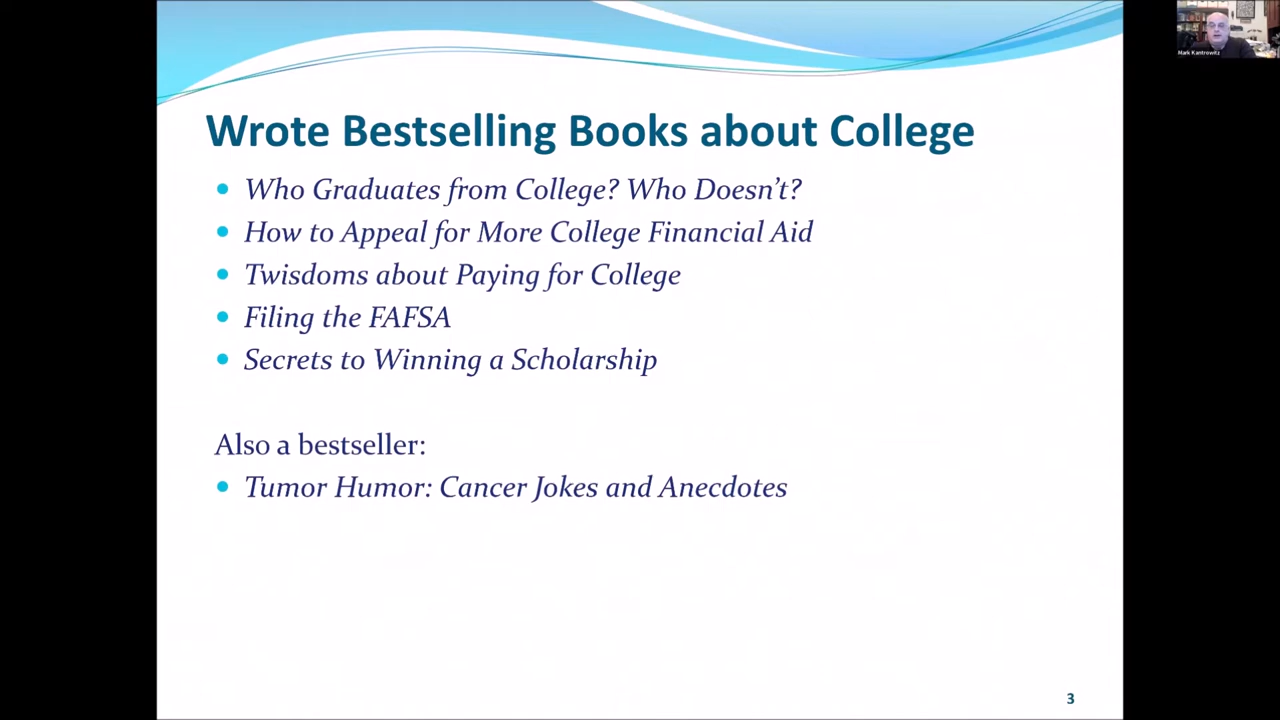 Wrote Bestselling Books about College
Who Graduates from College? Who Doesn't?
How to Appeal for More College Financial Aid
Twisdoms about Paying for College
Filing the FAFSA
Secrets to Winning a Scholarship
Also a bestseller:
Tumor Humor: Cancer Jokes and Anecdotes
3
Mark Kantrowitz